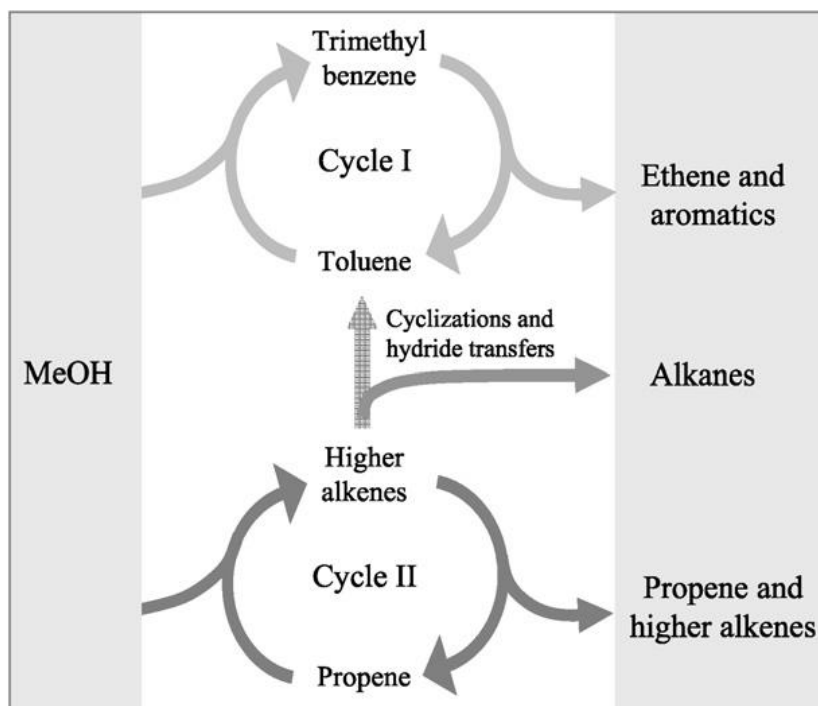 Trimethyl
benzene
Cycle I
Ethene and
aromatics
Toluene
Cyclizations and
hydride transfers
MeOH
Alkanes
Higher
alkenes
Cycle II
Propene and
higher alkenes
Propene